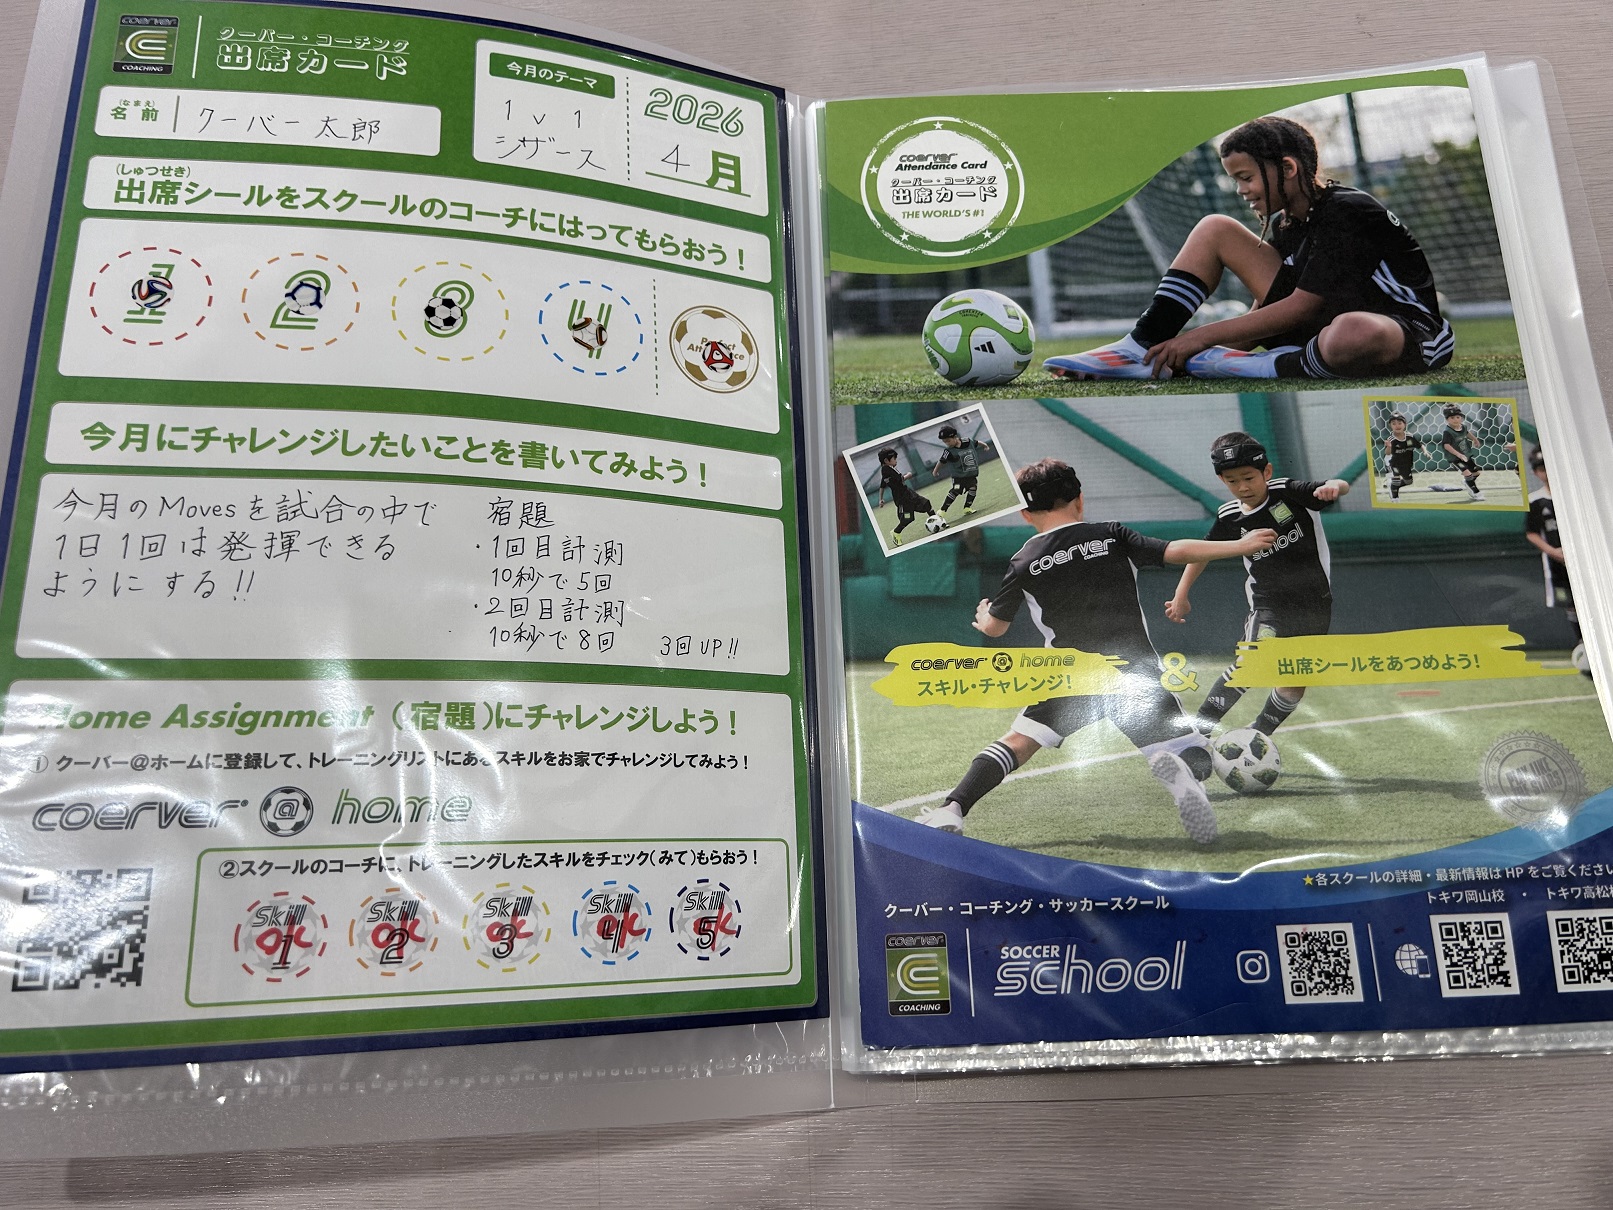 COERVER
COACHING
クーバー・コーチング
出席カード
今月のテーマ
1 v 1
シザース
2026
4月
(なまえ)
名前
クーバー太郎
(しゅつせき)
出席シールをスクールのコーチにはってもらおう!
1
2
3
4
Perfect
Attendance
今月にチャレンジしたいことを書いてみよう!
今月のMovesを試合の中で
1日1回は発揮できる
ようにする!!
宿題
・1回目計測
10秒で5回
・2回目計測
10秒で8回 3回UP!!
Home Assignment(宿題)にチャレンジしよう!
① クーバー@ホームに登録して、トレーニングリストにあるスキルをお家でチャレンジしてみよう!
coerver @ home
②スクールのコーチに、トレーニングしたスキルをチェック(みて)もらおう!
Skill 1 OK
Skill 2 OK
Skill 3 OK
Skill 4 OK
Skill 5 OK
coerver
Attendance Card
クーバー・コーチング
出席カード
THE WORLD'S #1
coerver
COACHING
school
coerver @ home
スキル・チャレンジ!
&
出席シールをあつめよう!
★各スクールの詳細・最新情報は HP をご覧ください
トキワ岡山校 ・ トキワ高松校
クーバー・コーチング・サッカースクール
COERVER
COACHING
SOCCER
school